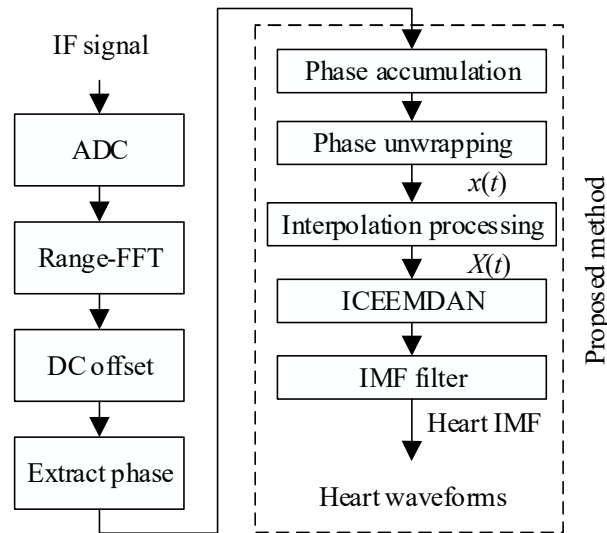 IF signal
ADC
Range-FFT
DC offset
Extract phase
Phase accumulation
Phase unwrapping
x(t)
Interpolation processing
X(t)
ICEEMDAN
IMF filter
Heart IMF
Heart waveforms
Proposed method